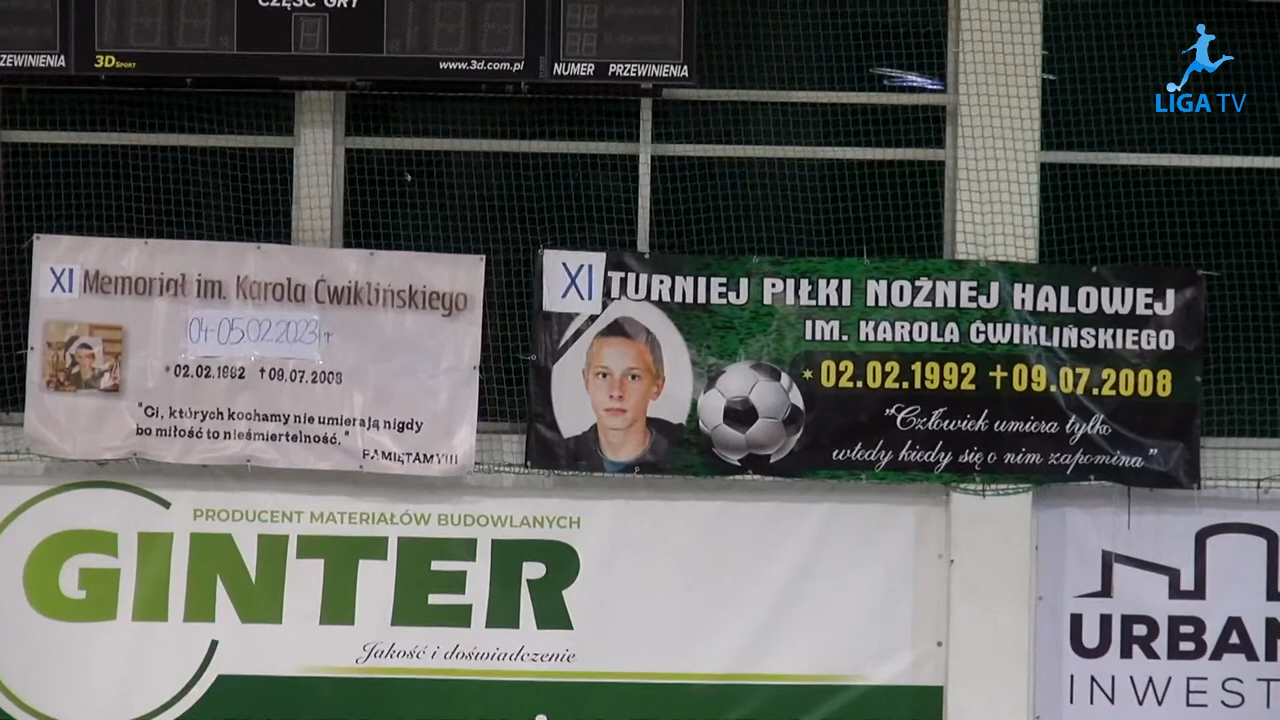 CZĘŚĆ GRY
ZEWINIENIA
3D SPORT
www.3d.com.pl
NUMER PRZEWINIENIA
LIGA TV
XI Memoriał im. Karola Ćwiklińskiego
04-05.02.2023 r
*02.02.1992 †09.07.2008
"Ci, których kochamy nie umierają nigdy
bo miłość to nieśmiertelność."
PAMIĘTAMY!!!
XI TURNIEJ PIŁKI NOŻNEJ HALOWEJ
IM. KAROLA ĆWIKLIŃSKIEGO
*02.02.1992 †09.07.2008
"Człowiek umiera tylko
wtedy kiedy się o nim zapomina"
PRODUCENT MATERIAŁÓW BUDOWLANYCH
GINTER
Jakość i doświadczenie
URBAN
INWEST